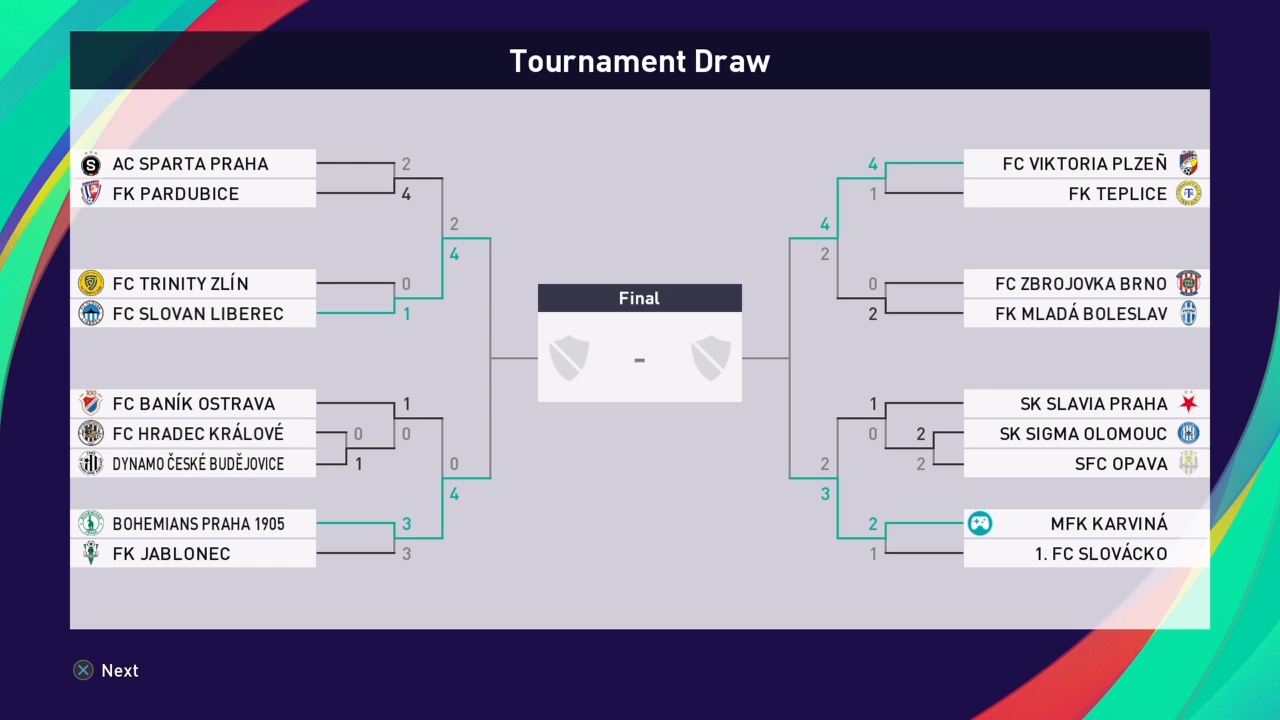 Tournament Draw
AC SPARTA PRAHA 2
FK PARDUBICE 4
2
4
FC TRINITY ZLÍN 0
FC SLOVAN LIBEREC 1
FC BANÍK OSTRAVA 1
FC HRADEC KRÁLOVÉ 0 0
DYNAMO ČESKÉ BUDĚJOVICE 1
0
4
BOHEMIANS PRAHA 1905 3
FK JABLONEC 3
Final
-
4 FC VIKTORIA PLZEŇ
1 FK TEPLICE
4
2
0 FC ZBROJOVKA BRNO
2 FK MLADÁ BOLESLAV
1 SK SLAVIA PRAHA
0 2 SK SIGMA OLOMOUC
2 SFC OPAVA
2
3
2 MFK KARVINÁ
1 1. FC SLOVÁCKO
Next